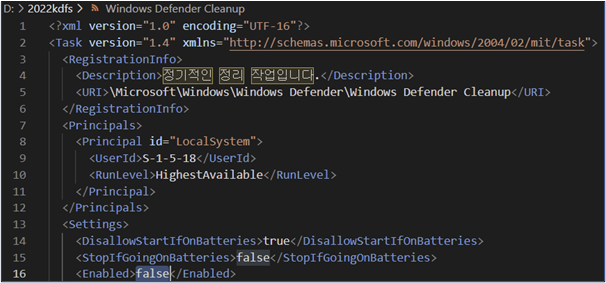 D: > 2022kdfs > Windows Defender Cleanup
1 <?xml version="1.0" encoding="UTF-16"?>
2 <Task version="1.4" xmlns="http://schemas.microsoft.com/windows/2004/02/mit/task">
3 <RegistrationInfo>
4 <Description>정기적인 정리 작업입니다.</Description>
5 <URI>\Microsoft\Windows\Windows Defender\Windows Defender Cleanup</URI>
6 </RegistrationInfo>
7 <Principals>
8 <Principal id="LocalSystem">
9 <UserId>S-1-5-18</UserId>
10 <RunLevel>HighestAvailable</RunLevel>
11 </Principal>
12 </Principals>
13 <Settings>
14 <DisallowStartIfOnBatteries>true</DisallowStartIfOnBatteries>
15 <StopIfGoingOnBatteries>false</StopIfGoingOnBatteries>
16 <Enabled>false</Enabled>